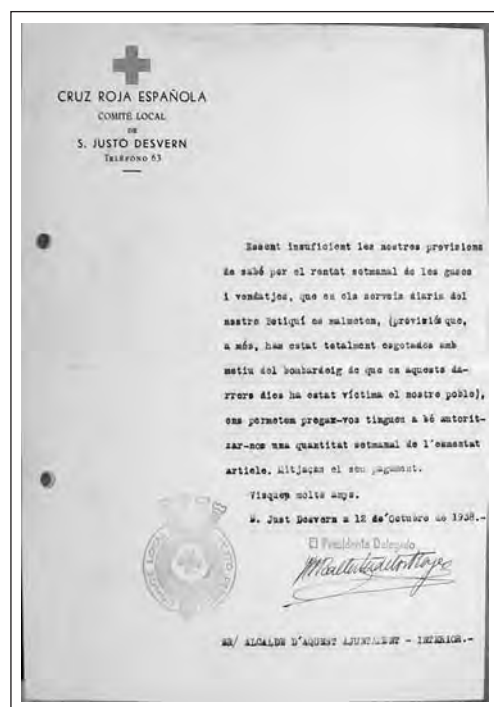 CRUZ ROJA ESPAÑOLA
COMITÉ LOCAL
DE
S. JUSTO DESVERN
TELÉFONO 63
Essent insuficient les nostres provisions
de sabó per el rentat setmanal de les gases
i vendatjes, que en els serveis diaris del
nostre Botiquí es malmeten, (provisió que,
a més, han estat totalment esgotades amb
motiu del bombardeig de que en aquests da-
rrers dies ha estat víctima el nostre poble),
ens permetem pregar-vos tingueu a bé autorit-
zar-nos una quantitat setmanal de l'esmentat
article. Mitjaçan el seu pagament.
Visqueu molts anys.
S. Just Desvern a 12 de Octubre de 1938.-
El Presidente Delegado
COMITÉ LOCAL
SR/ ALCALDE D'AQUEST AJUNTAMENT - INTERIOR.-